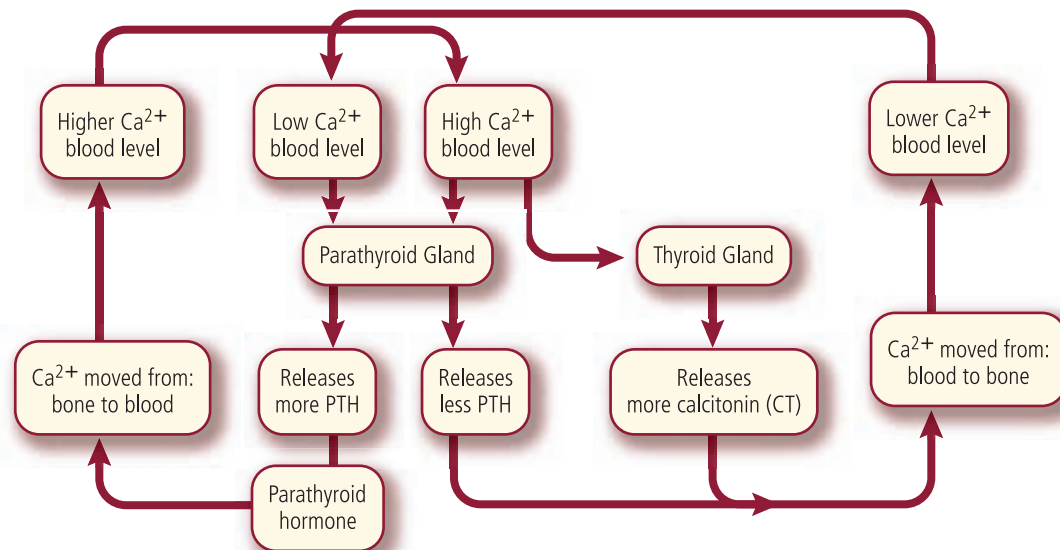 Higher Ca²⁺
blood level
Low Ca²⁺
blood level
High Ca²⁺
blood level
Lower Ca²⁺
blood level
Parathyroid Gland
Thyroid Gland
Ca²⁺ moved from:
bone to blood
Releases
more PTH
Releases
less PTH
Releases
more calcitonin (CT)
Ca²⁺ moved from:
blood to bone
Parathyroid
hormone